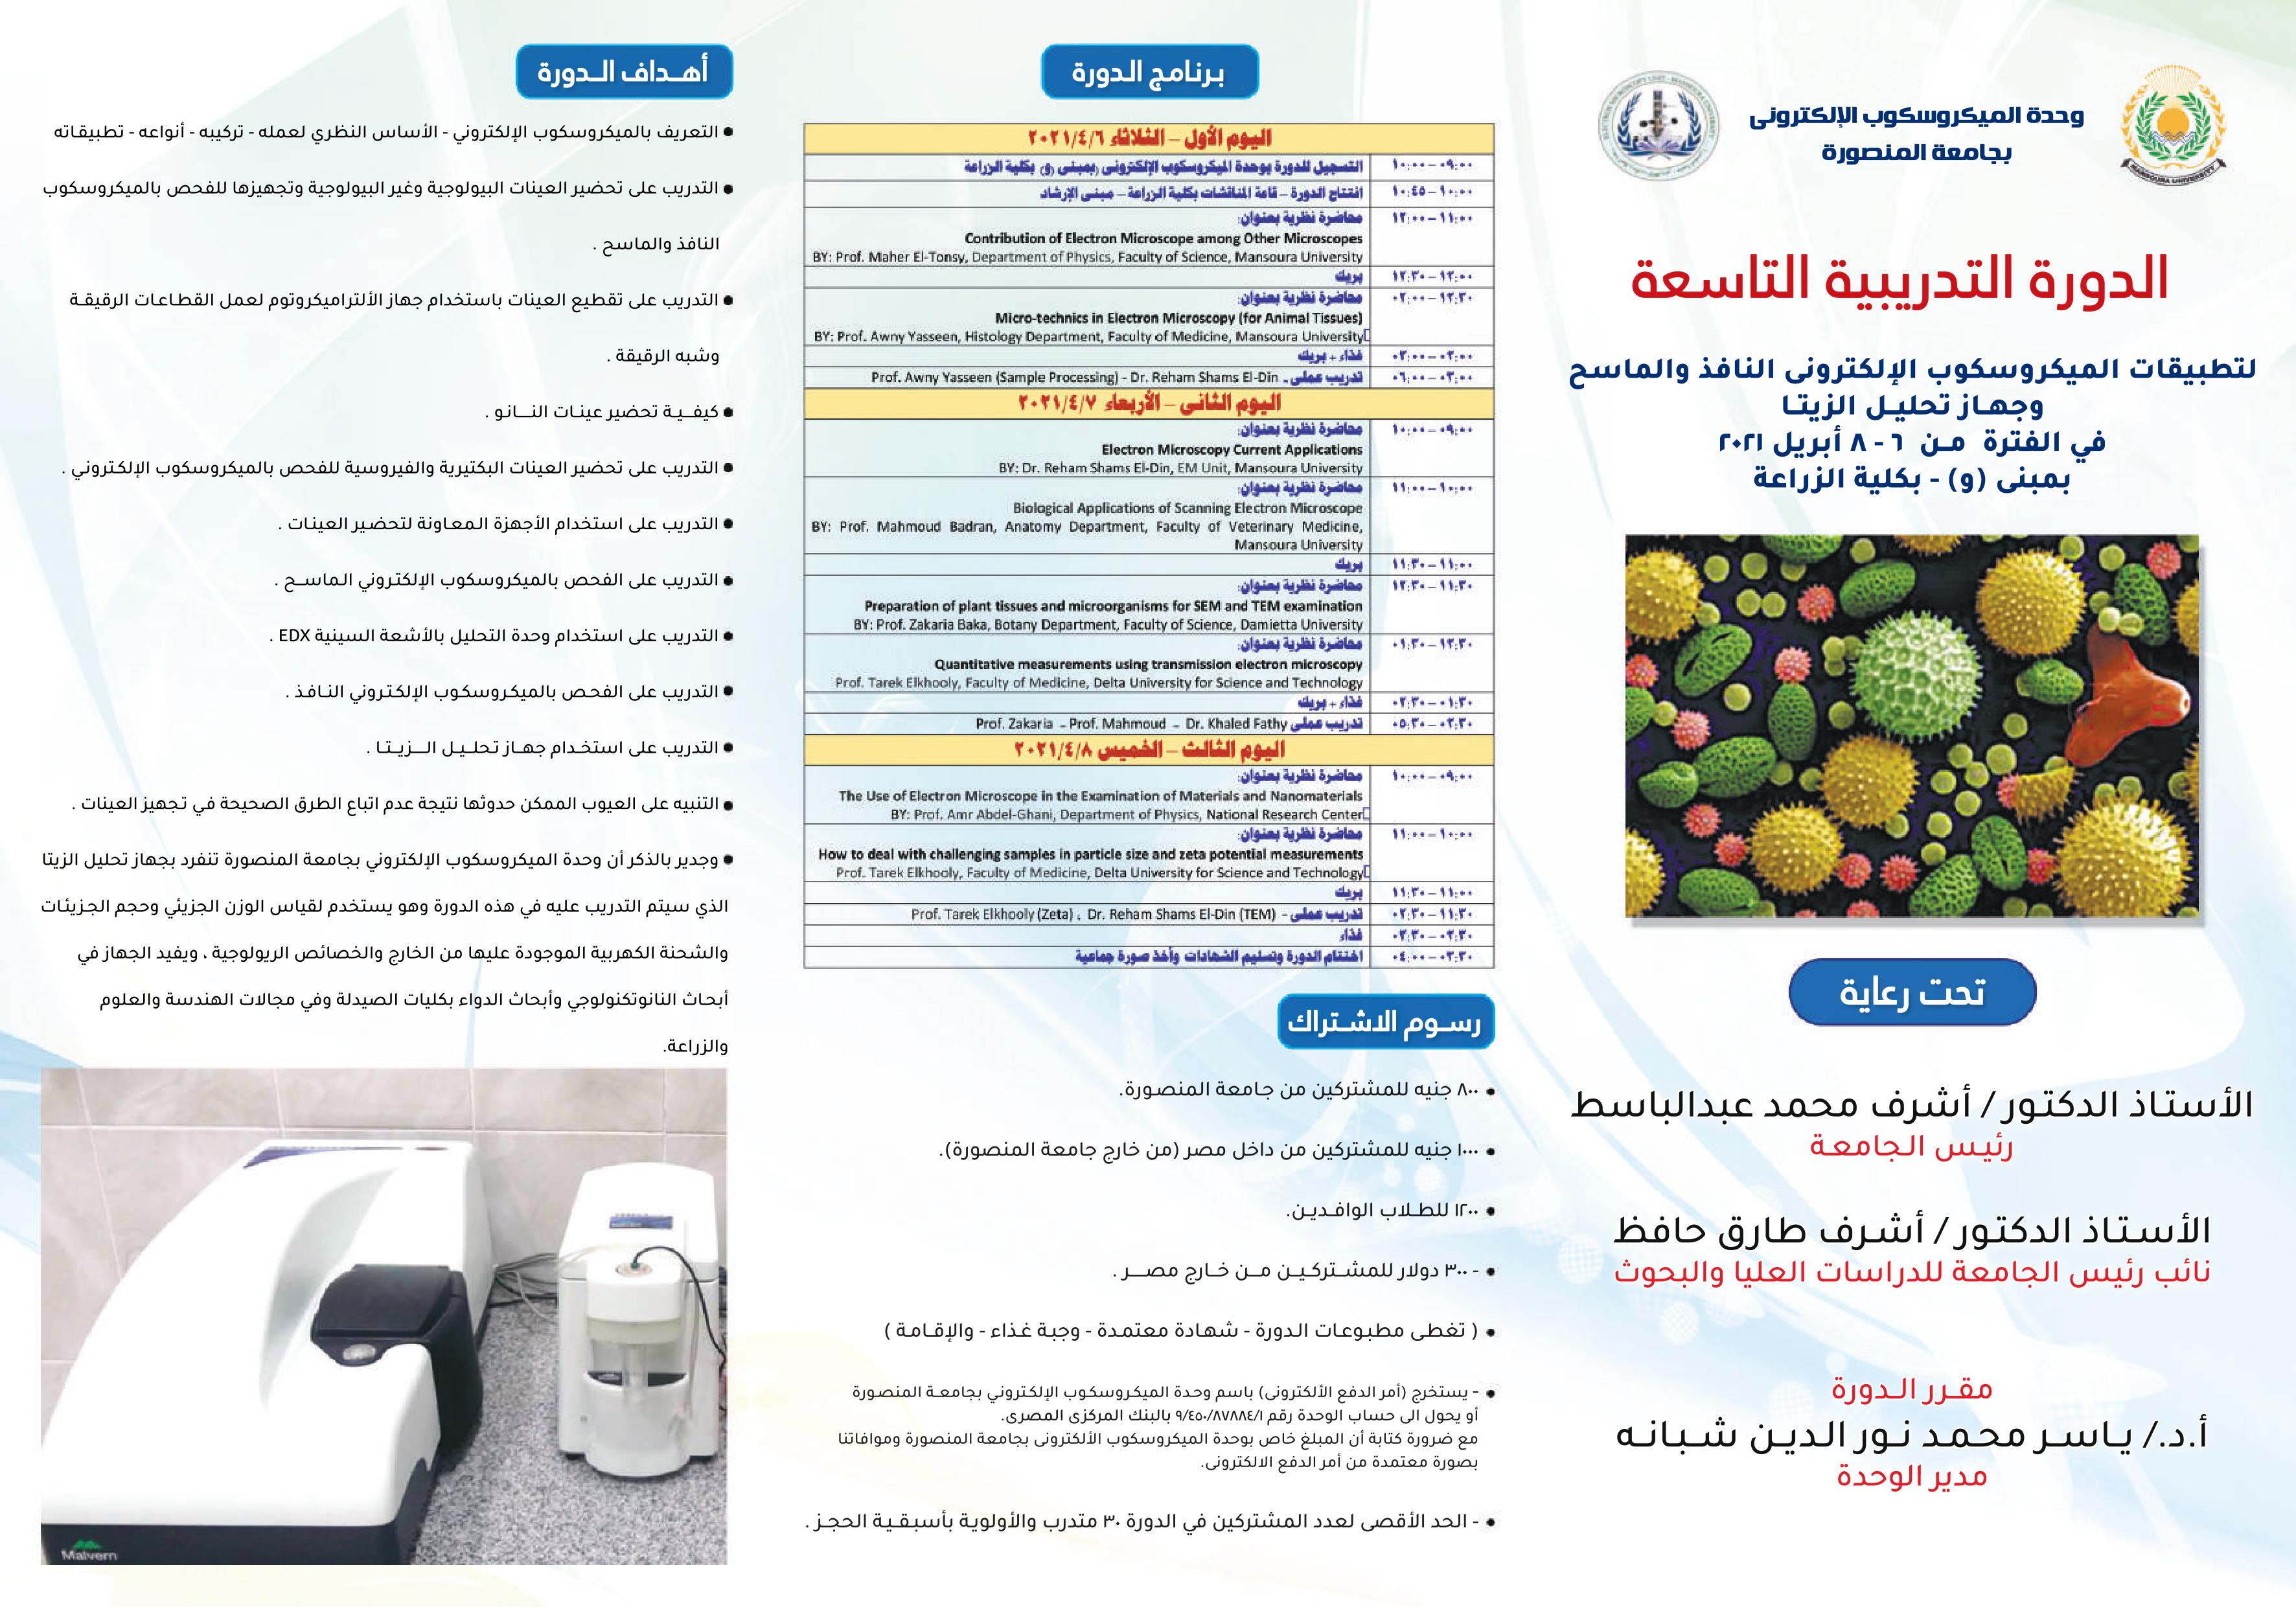 وحدة الميكروسكوب الإلكترونى
بجامعة المنصورة
MANSOURA UNIVERSITY
الدورة التدريبية التاسعة
لتطبيقات الميكروسكوب الإلكترونى النافذ والماسح
وجهاز تحليل الزيتا
في الفترة من ٦ - ٨ أبريل ٢٠٢١
بمبنى (و) - بكلية الزراعة
تحت رعاية
الأستاذ الدكتور / أشرف محمد عبدالباسط
رئيس الجامعة
الأستاذ الدكتور / أشرف طارق حافظ
نائب رئيس الجامعة للدراسات العليا والبحوث
مقرر الدورة
أ.د./ ياسر محمد نور الدين شبانه
مدير الوحدة
برنامج الدورة
اليوم الأول – الثلاثاء ٢٠٢١/٤/٦
٠٩:٠٠ – ١٠:٠٠ التسجيل للدورة بوحدة الميكروسكوب الإلكترونى (بمبنى (و) بكلية الزراعة
١٠:٠٠ – ١٠:٤٥ افتتاح الدورة – قاعة المناقشات بكلية الزراعة – مبنى الإرشاد
١١:٠٠ – ١٢:٠٠ محاضرة نظرية بعنوان:
Contribution of Electron Microscope among Other Microscopes
BY: Prof. Maher El-Tonsy, Department of Physics, Faculty of Science, Mansoura University
١٢:٠٠ – ١٢:٣٠ بريك
١٢:٣٠ – ٠٢:٠٠ محاضرة نظرية بعنوان:
Micro-technics in Electron Microscopy (for Animal Tissues)
BY: Prof. Awny Yasseen, Histology Department, Faculty of Medicine, Mansoura University
٠٢:٠٠ – ٠٣:٠٠ غذاء + بريك
٠٣:٠٠ – ٠٦:٠٠ تدريب عملى - Prof. Awny Yasseen (Sample Processing) - Dr. Reham Shams El-Din
اليوم الثانى – الأربعاء ٢٠٢١/٤/٧
٠٩:٠٠ – ١٠:٠٠ محاضرة نظرية بعنوان:
Electron Microscopy Current Applications
BY: Dr. Reham Shams El-Din, EM Unit, Mansoura University
١٠:٠٠ – ١١:٠٠ محاضرة نظرية بعنوان:
Biological Applications of Scanning Electron Microscope
BY: Prof. Mahmoud Badran, Anatomy Department, Faculty of Veterinary Medicine,
Mansoura University
١١:٠٠ – ١١:٣٠ بريك
١١:٣٠ – ١٢:٣٠ محاضرة نظرية بعنوان:
Preparation of plant tissues and microorganisms for SEM and TEM examination
BY: Prof. Zakaria Baka, Botany Department, Faculty of Science, Damietta University
١٢:٣٠ – ٠١:٣٠ محاضرة نظرية بعنوان:
Quantitative measurements using transmission electron microscopy
Prof. Tarek Elkhooly, Faculty of Medicine, Delta University for Science and Technology
٠١:٣٠ – ٠٢:٣٠ غذاء + بريك
٠٢:٣٠ – ٠٥:٣٠ تدريب عملى Prof. Zakaria - Prof. Mahmoud - Dr. Khaled Fathy
اليوم الثالث – الخميس ٢٠٢١/٤/٨
٠٩:٠٠ – ١٠:٠٠ محاضرة نظرية بعنوان:
The Use of Electron Microscope in the Examination of Materials and Nanomaterials
BY: Prof. Amr Abdel-Ghani, Department of Physics, National Research Center
١٠:٠٠ – ١١:٠٠ محاضرة نظرية بعنوان:
How to deal with challenging samples in particle size and zeta potential measurements
Prof. Tarek Elkhooly, Faculty of Medicine, Delta University for Science and Technology
١١:٠٠ – ١١:٣٠ بريك
١١:٣٠ – ٠٢:٣٠ تدريب عملى - Prof. Tarek Elkhooly (Zeta) , Dr. Reham Shams El-Din (TEM)
٠٢:٣٠ – ٠٣:٣٠ غذاء
٠٣:٣٠ – ٠٤:٠٠ اختتام الدورة وتسليم الشهادات وأخذ صورة جماعية
رسوم الاشتراك
● ٨٠٠ جنيه للمشتركين من جامعة المنصورة.
● ١٠٠٠ جنيه للمشتركين من داخل مصر (من خارج جامعة المنصورة).
● ١٢٠٠ للطلاب الوافدين.
● - ٣٠٠ دولار للمشتركين من خارج مصر .
● ( تغطى مطبوعات الدورة - شهادة معتمدة - وجبة غذاء - والإقامة )
● - يستخرج (أمر الدفع الألكترونى) باسم وحدة الميكروسكوب الإلكتروني بجامعة المنصورة
أو يحول الى حساب الوحدة رقم ٩/٤٥٠/٨٧٨٨٤/١ بالبنك المركزى المصرى.
مع ضرورة كتابة أن المبلغ خاص بوحدة الميكروسكوب الألكترونى بجامعة المنصورة وموافاتنا
بصورة معتمدة من أمر الدفع الالكترونى.
● - الحد الأقصى لعدد المشتركين في الدورة ٣٠ متدرب والأولوية بأسبقية الحجز .
أهداف الدورة
● التعريف بالميكروسكوب الإلكتروني - الأساس النظري لعمله - تركيبه - أنواعه - تطبيقاته
● التدريب على تحضير العينات البيولوجية وغير البيولوجية وتجهيزها للفحص بالميكروسكوب
النافذ والماسح .
● التدريب على تقطيع العينات باستخدام جهاز الألتراميكروتوم لعمل القطاعات الرقيقة
وشبه الرقيقة .
● كيفية تحضير عينات النانو .
● التدريب على تحضير العينات البكتيرية والفيروسية للفحص بالميكروسكوب الإلكتروني .
● التدريب على استخدام الأجهزة المعاونة لتحضير العينات .
● التدريب على الفحص بالميكروسكوب الإلكتروني الماسح .
● التدريب على استخدام وحدة التحليل بالأشعة السينية EDX .
● التدريب على الفحص بالميكروسكوب الإلكتروني النافذ .
● التدريب على استخدام جهاز تحليل الزيتا .
● التنبيه على العيوب الممكن حدوثها نتيجة عدم اتباع الطرق الصحيحة في تجهيز العينات .
● وجدير بالذكر أن وحدة الميكروسكوب الإلكتروني بجامعة المنصورة تنفرد بجهاز تحليل الزيتا
الذي سيتم التدريب عليه في هذه الدورة وهو يستخدم لقياس الوزن الجزيئي وحجم الجزيئات
والشحنة الكهربية الموجودة عليها من الخارج والخصائص الريولوجية ، ويفيد الجهاز في
أبحاث النانوتكنولوجي وأبحاث الدواء بكليات الصيدلة وفي مجالات الهندسة والعلوم
والزراعة.
Malvern